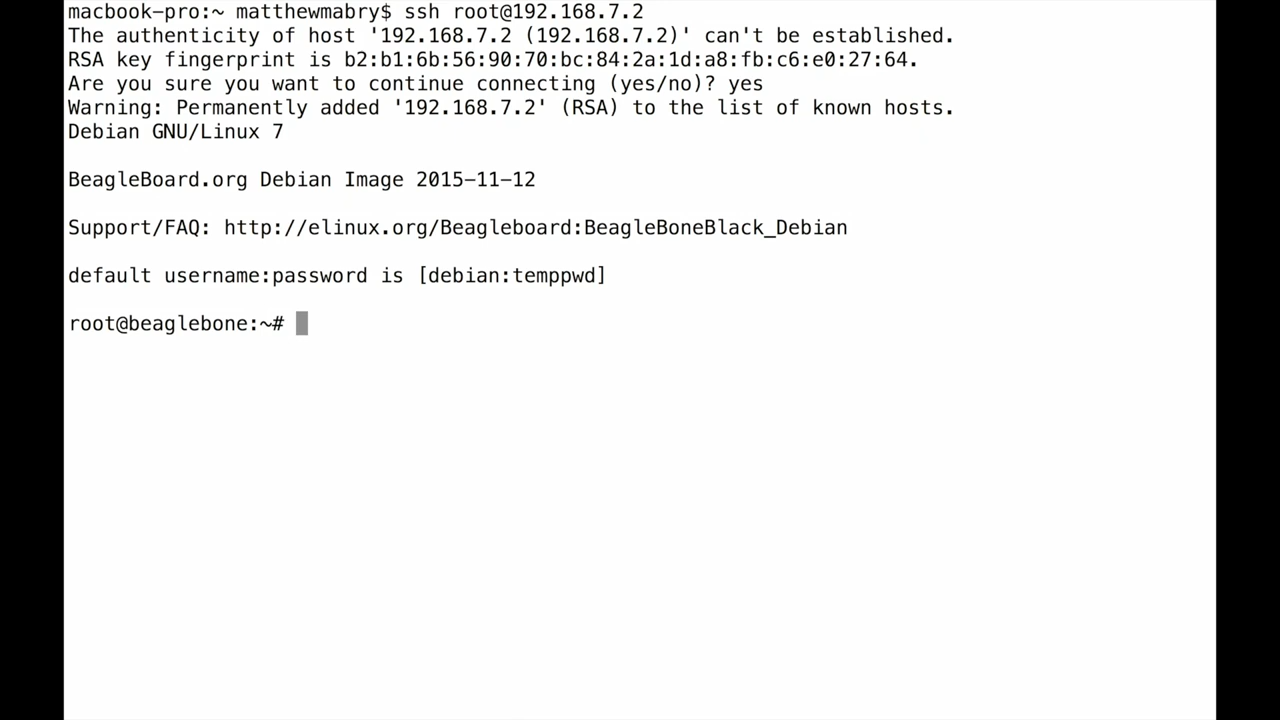 macbook-pro:~ matthewmabry$ ssh root@192.168.7.2
The authenticity of host '192.168.7.2 (192.168.7.2)' can't be established.
RSA key fingerprint is b2:b1:6b:56:90:70:bc:84:2a:1d:a8:fb:c6:e0:27:64.
Are you sure you want to continue connecting (yes/no)? yes
Warning: Permanently added '192.168.7.2' (RSA) to the list of known hosts.
Debian GNU/Linux 7
BeagleBoard.org Debian Image 2015-11-12
Support/FAQ: http://elinux.org/Beagleboard:BeagleBoneBlack_Debian
default username:password is [debian:temppwd]
root@beaglebone:~#